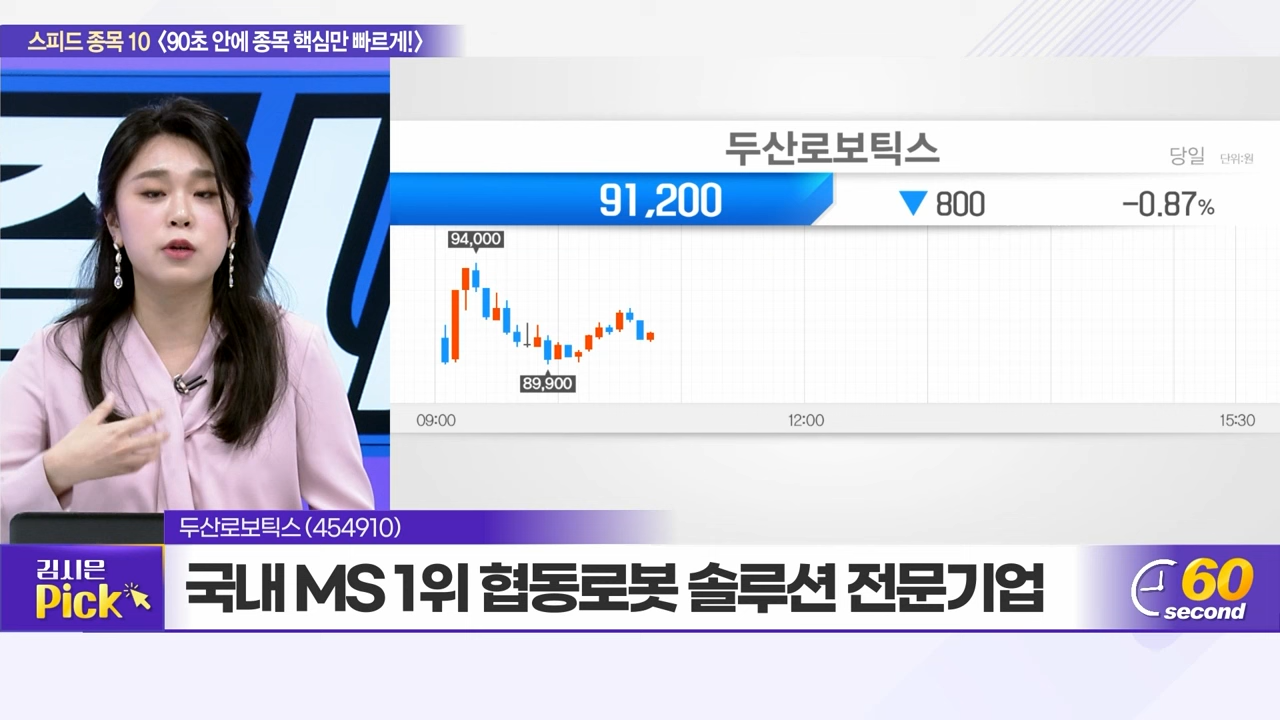 스피드 종목 10 〈90초 안에 종목 핵심만 빠르게!〉
두산로보틱스
당일 단위:원
91,200 ▼ 800 -0.87%
94,000
89,900
09:00 12:00 15:30
두산로보틱스 (454910)
김시은
Pick
국내 MS 1위 협동로봇 솔루션 전문기업
60
second